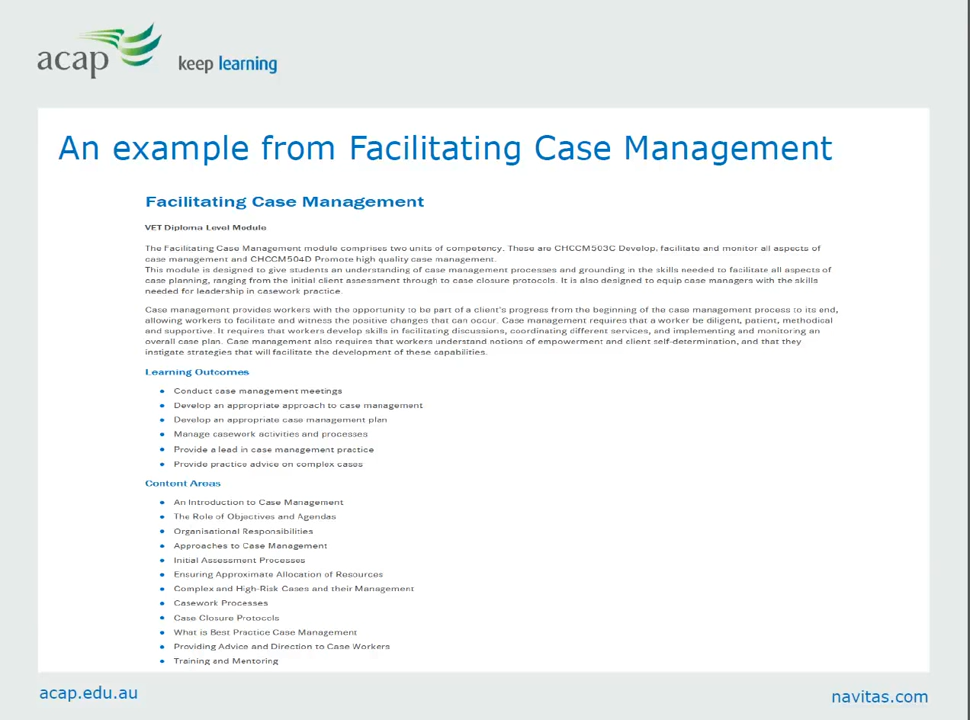 acap
keep learning
An example from Facilitating Case Management
Facilitating Case Management
VET Diploma Level Module
The Facilitating Case Management module comprises two units of competency. These are CHCCM503C Develop, facilitate and monitor all aspects of
case management and CHCCM504D Promote high quality case management.
This module is designed to give students an understanding of case management processes and grounding in the skills needed to facilitate all aspects of
case planning, ranging from the initial client assessment through to case closure protocols. It is also designed to equip case managers with the skills
needed for leadership in casework practice.
Case management provides workers with the opportunity to be part of a client's progress from the beginning of the case management process to its end,
allowing workers to facilitate and witness the positive changes that can occur. Case management requires that a worker be diligent, patient, methodical
and supportive. It requires that workers develop skills in facilitating discussions, coordinating different services, and implementing and monitoring an
overall case plan. Case management also requires that workers understand notions of empowerment and client self-determination, and that they
instigate strategies that will facilitate the development of these capabilities.
Learning Outcomes
• Conduct case management meetings
• Develop an appropriate approach to case management
• Develop an appropriate case management plan
• Manage casework activities and processes
• Provide a lead in case management practice
• Provide practice advice on complex cases
Content Areas
• An Introduction to Case Management
• The Role of Objectives and Agendas
• Organisational Responsibilities
• Approaches to Case Management
• Initial Assessment Processes
• Ensuring Approximate Allocation of Resources
• Complex and High-Risk Cases and their Management
• Casework Processes
• Case Closure Protocols
• What is Best Practice Case Management
• Providing Advice and Direction to Case Workers
• Training and Mentoring
acap.edu.au
navitas.com